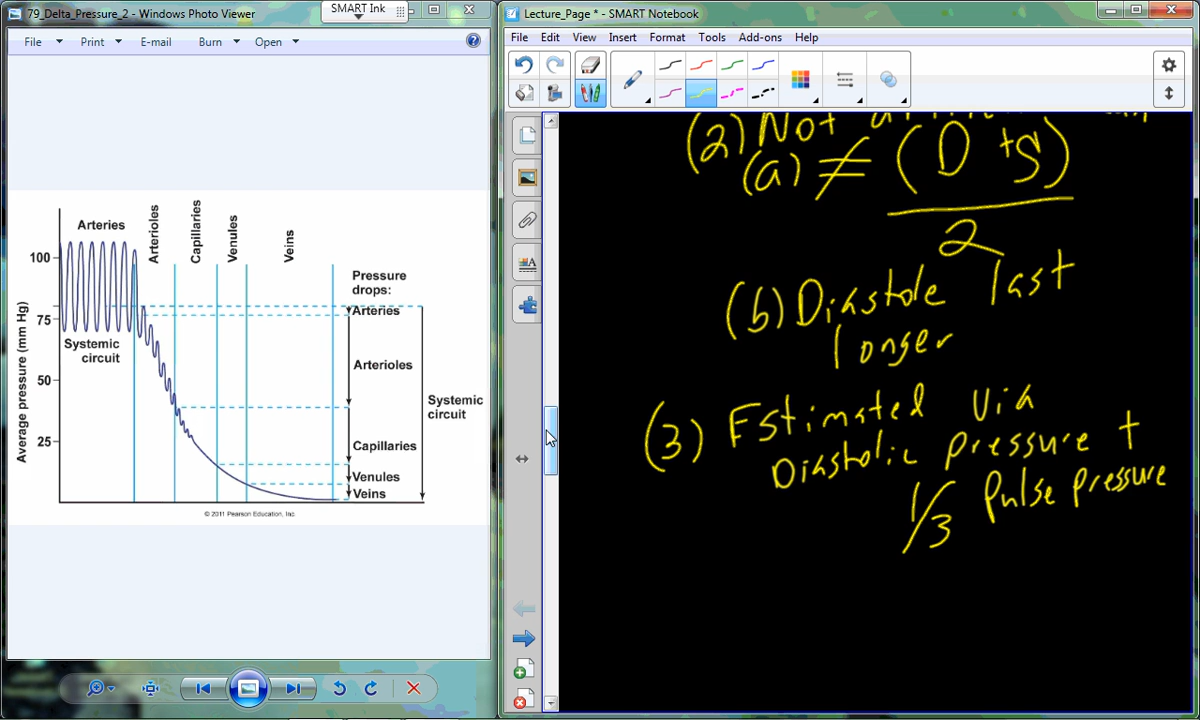 79_Delta_Pressure_2 - Windows Photo Viewer
SMART Ink
File Print E-mail Burn Open
Arteries
Arterioles
Capillaries
Venules
Veins
100
75
50
25
Average pressure (mm Hg)
Systemic
circuit
Pressure
drops:
Arteries
Arterioles
Capillaries
Venules
Veins
Systemic
circuit
© 2011 Pearson Education, Inc.
Lecture_Page * - SMART Notebook
File Edit View Insert Format Tools Add-ons Help
(2) Not
(a) ≠ (D + S)
2
(b) Diastole last
longer
(3) Estimated via
Diastolic pressure +
1/3 pulse pressure